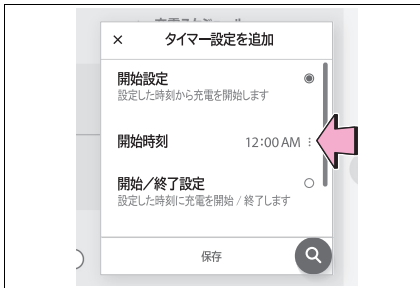 ×　タイマー設定を追加
開始設定
設定した時刻から充電を開始します
開始時刻　12:00 AM
開始／終了設定
設定した時刻に充電を開始 / 終了します
保存